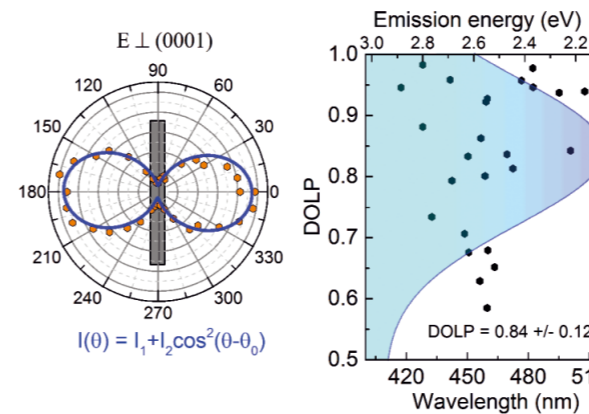 E ⊥ (0001)
90
120
60
150
30
180
0
210
330
240
300
270
I(θ) = I₁+I₂cos²(θ-θ₀)
Emission energy (eV)
3.0 2.8 2.6 2.4 2.2
1.0
0.9
0.8
0.7
0.6
0.5
DOLP
DOLP = 0.84 +/- 0.12
420 450 480 51
Wavelength (nm)